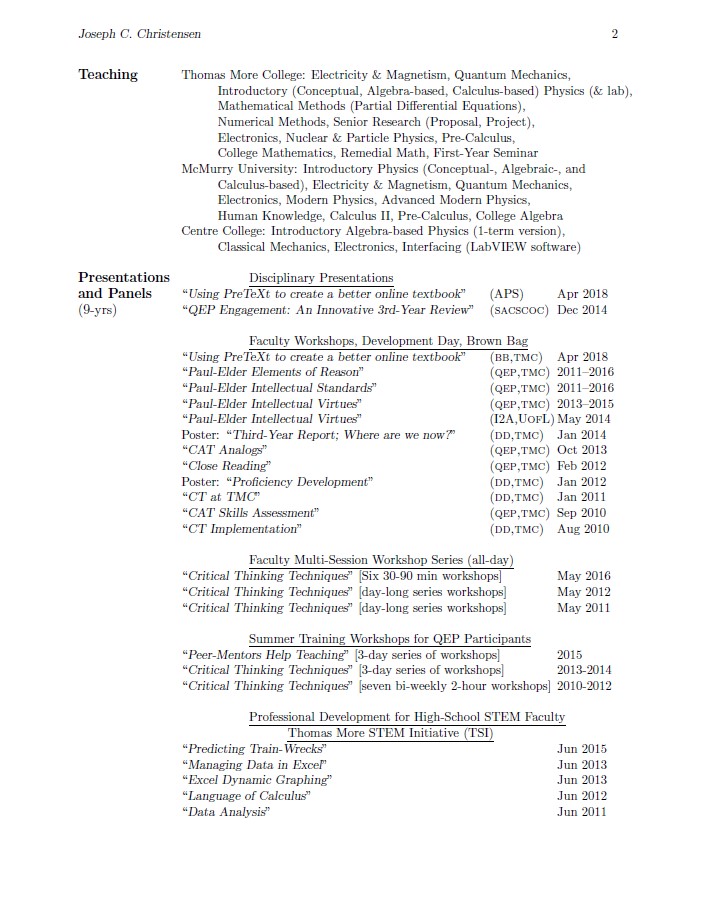 Joseph C. Christensen 2
Teaching Thomas More College: Electricity & Magnetism, Quantum Mechanics,
Introductory (Conceptual, Algebra-based, Calculus-based) Physics (& lab),
Mathematical Methods (Partial Differential Equations),
Numerical Methods, Senior Research (Proposal, Project),
Electronics, Nuclear & Particle Physics, Pre-Calculus,
College Mathematics, Remedial Math, First-Year Seminar
McMurry University: Introductory Physics (Conceptual-, Algebraic-, and
Calculus-based), Electricity & Magnetism, Quantum Mechanics,
Electronics, Modern Physics, Advanced Modern Physics,
Human Knowledge, Calculus II, Pre-Calculus, College Algebra
Centre College: Introductory Algebra-based Physics (1-term version),
Classical Mechanics, Electronics, Interfacing (LabVIEW software)
Presentations Disciplinary Presentations
and Panels "Using PreTeXt to create a better online textbook" (APS) Apr 2018
(9-yrs) "QEP Engagement: An Innovative 3rd-Year Review" (SACSCOC) Dec 2014
Faculty Workshops, Development Day, Brown Bag
"Using PreTeXt to create a better online textbook" (BB,TMC) Apr 2018
"Paul-Elder Elements of Reason" (QEP,TMC) 2011–2016
"Paul-Elder Intellectual Standards" (QEP,TMC) 2011–2016
"Paul-Elder Intellectual Virtues" (QEP,TMC) 2013–2015
"Paul-Elder Intellectual Virtues" (I2A,UofL) May 2014
Poster: "Third-Year Report; Where are we now?" (DD,TMC) Jan 2014
"CAT Analogs" (QEP,TMC) Oct 2013
"Close Reading" (QEP,TMC) Feb 2012
Poster: "Proficiency Development" (DD,TMC) Jan 2012
"CT at TMC" (DD,TMC) Jan 2011
"CAT Skills Assessment" (QEP,TMC) Sep 2010
"CT Implementation" (DD,TMC) Aug 2010
Faculty Multi-Session Workshop Series (all-day)
"Critical Thinking Techniques" [Six 30-90 min workshops] May 2016
"Critical Thinking Techniques" [day-long series workshops] May 2012
"Critical Thinking Techniques" [day-long series workshops] May 2011
Summer Training Workshops for QEP Participants
"Peer-Mentors Help Teaching" [3-day series of workshops] 2015
"Critical Thinking Techniques" [3-day series of workshops] 2013-2014
"Critical Thinking Techniques" [seven bi-weekly 2-hour workshops] 2010-2012
Professional Development for High-School STEM Faculty
Thomas More STEM Initiative (TSI)
"Predicting Train-Wrecks" Jun 2015
"Managing Data in Excel" Jun 2013
"Excel Dynamic Graphing" Jun 2013
"Language of Calculus" Jun 2012
"Data Analysis" Jun 2011